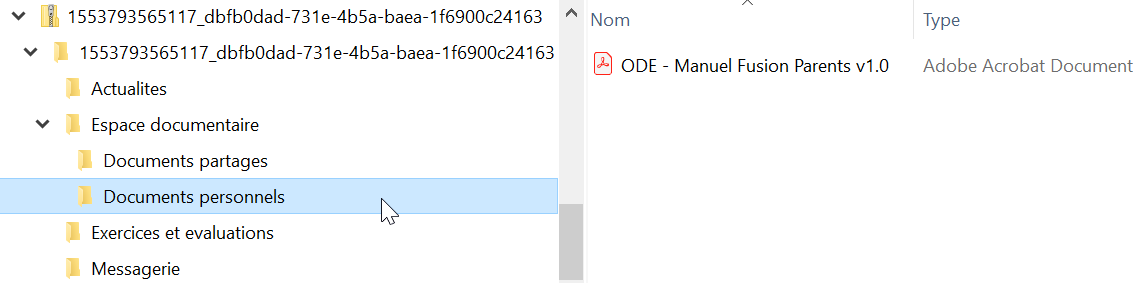 1553793565117_dbfb0dad-731e-4b5a-baea-1f6900c24163
1553793565117_dbfb0dad-731e-4b5a-baea-1f6900c24163
Actualites
Espace documentaire
Documents partages
Documents personnels
Exercices et evaluations
Messagerie
Nom Type
ODE - Manuel Fusion Parents v1.0 Adobe Acrobat Document